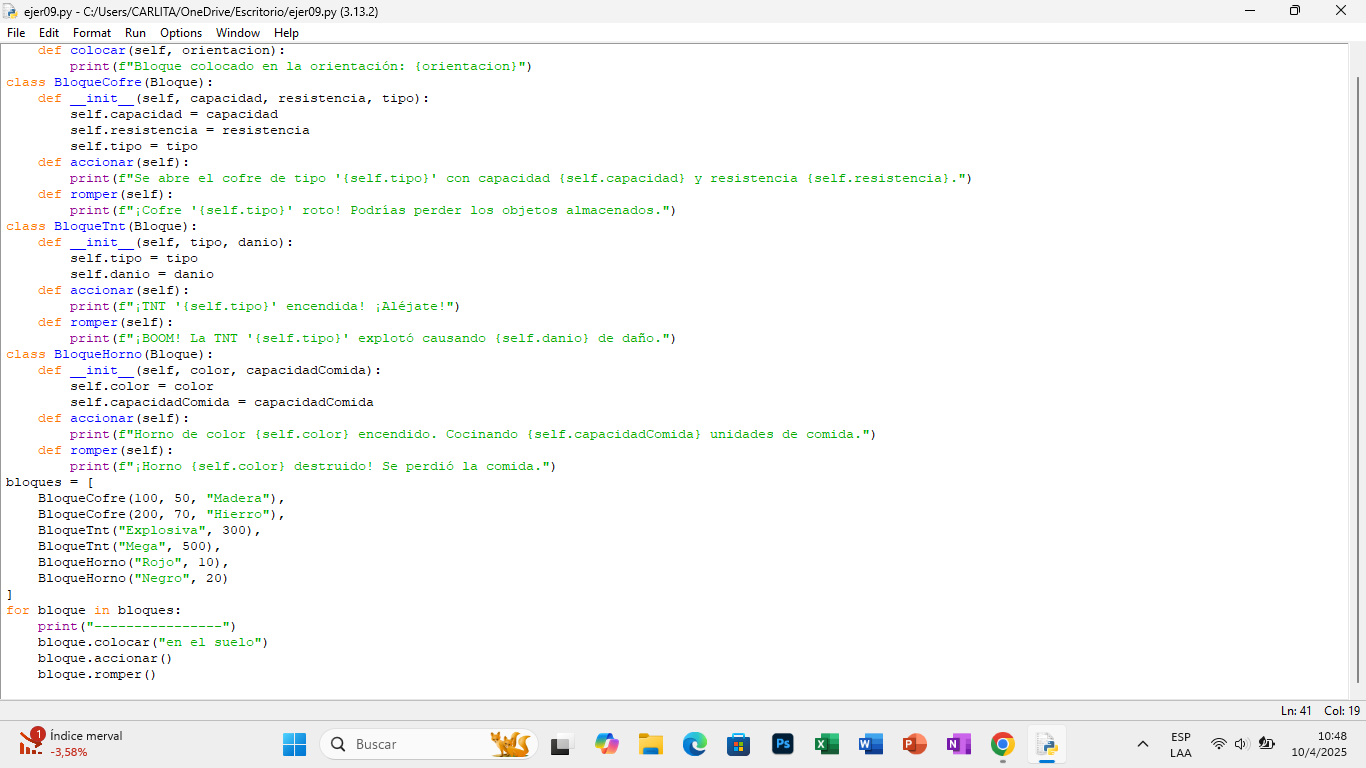 ejer09.py - C:/Users/CARLITA/OneDrive/Escritorio/ejer09.py (3.13.2)
File Edit Format Run Options Window Help
    def colocar(self, orientacion):
        print(f"Bloque colocado en la orientación: {orientacion}")
class BloqueCofre(Bloque):
    def __init__(self, capacidad, resistencia, tipo):
        self.capacidad = capacidad
        self.resistencia = resistencia
        self.tipo = tipo
    def accionar(self):
        print(f"Se abre el cofre de tipo '{self.tipo}' con capacidad {self.capacidad} y resistencia {self.resistencia}.")
    def romper(self):
        print(f"¡Cofre '{self.tipo}' roto! Podrías perder los objetos almacenados.")
class BloqueTnt(Bloque):
    def __init__(self, tipo, danio):
        self.tipo = tipo
        self.danio = danio
    def accionar(self):
        print(f"¡TNT '{self.tipo}' encendida! ¡Aléjate!")
    def romper(self):
        print(f"¡BOOM! La TNT '{self.tipo}' explotó causando {self.danio} de daño.")
class BloqueHorno(Bloque):
    def __init__(self, color, capacidadComida):
        self.color = color
        self.capacidadComida = capacidadComida
    def accionar(self):
        print(f"Horno de color {self.color} encendido. Cocinando {self.capacidadComida} unidades de comida.")
    def romper(self):
        print(f"¡Horno {self.color} destruido! Se perdió la comida.")
bloques = [
    BloqueCofre(100, 50, "Madera"),
    BloqueCofre(200, 70, "Hierro"),
    BloqueTnt("Explosiva", 300),
    BloqueTnt("Mega", 500),
    BloqueHorno("Rojo", 10),
    BloqueHorno("Negro", 20)
]
for bloque in bloques:
    print("----------------")
    bloque.colocar("en el suelo")
    bloque.accionar()
    bloque.romper()
Ln: 41 Col: 19
1
Índice merval
-3,58%
Buscar
Ps
ESP
LAA
10:48
10/4/2025